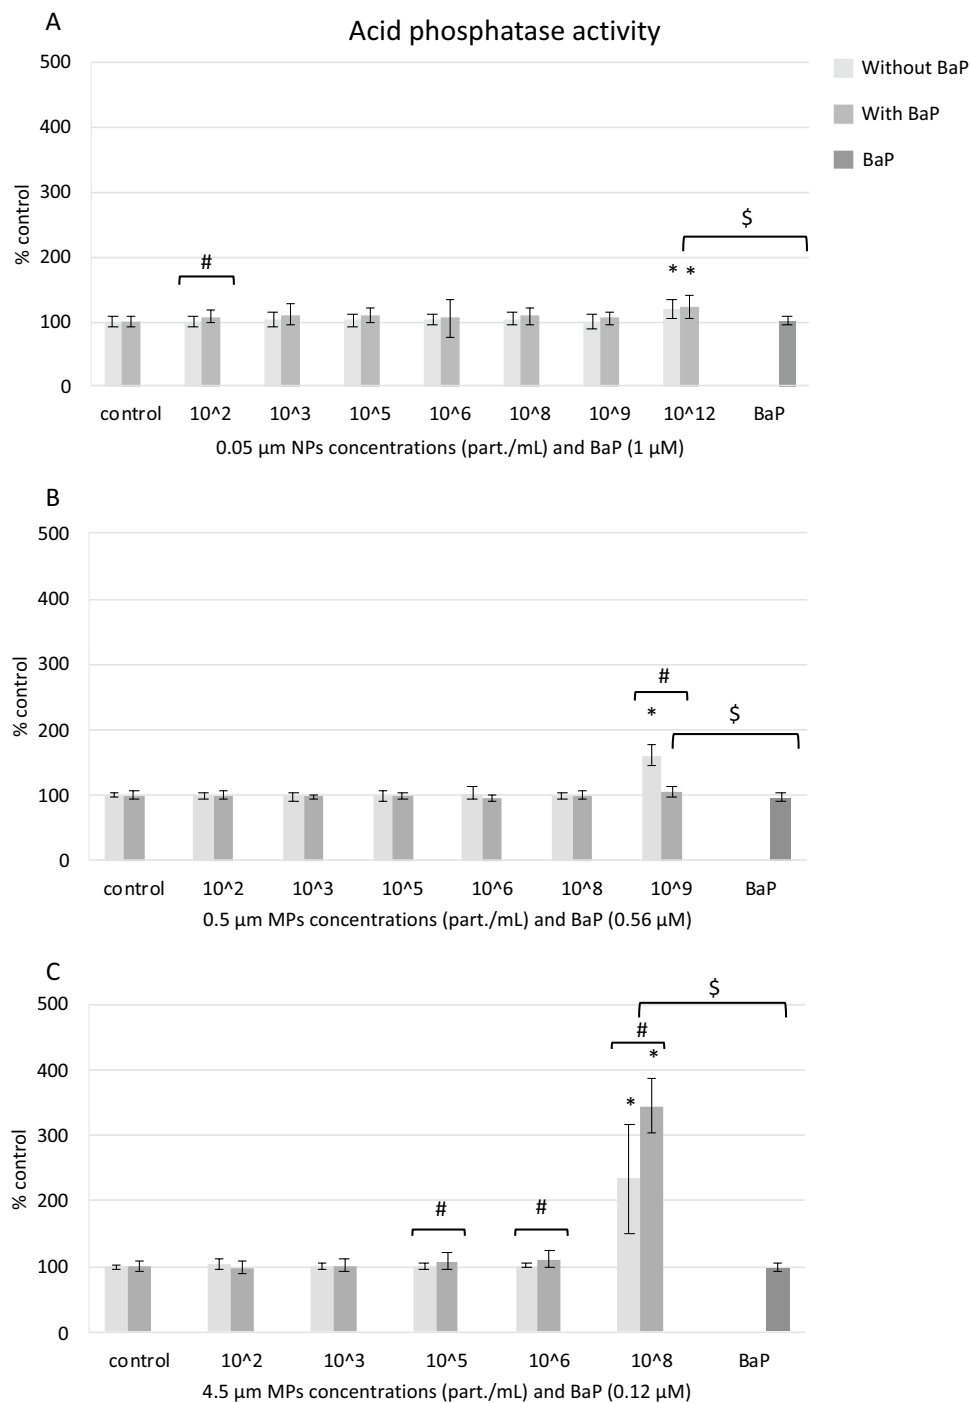 A
Acid phosphatase activity
Without BaP
With BaP
BaP
% control
500
400
300
200
100
0
#
* *
$
control 10^2 10^3 10^5 10^6 10^8 10^9 10^12 BaP
0.05 µm NPs concentrations (part./mL) and BaP (1 µM)
B
% control
500
400
300
200
100
0
#
*
$
control 10^2 10^3 10^5 10^6 10^8 10^9 BaP
0.5 µm MPs concentrations (part./mL) and BaP (0.56 µM)
C
% control
500
400
300
200
100
0
$
#
*
*
# #
control 10^2 10^3 10^5 10^6 10^8 BaP
4.5 µm MPs concentrations (part./mL) and BaP (0.12 µM)